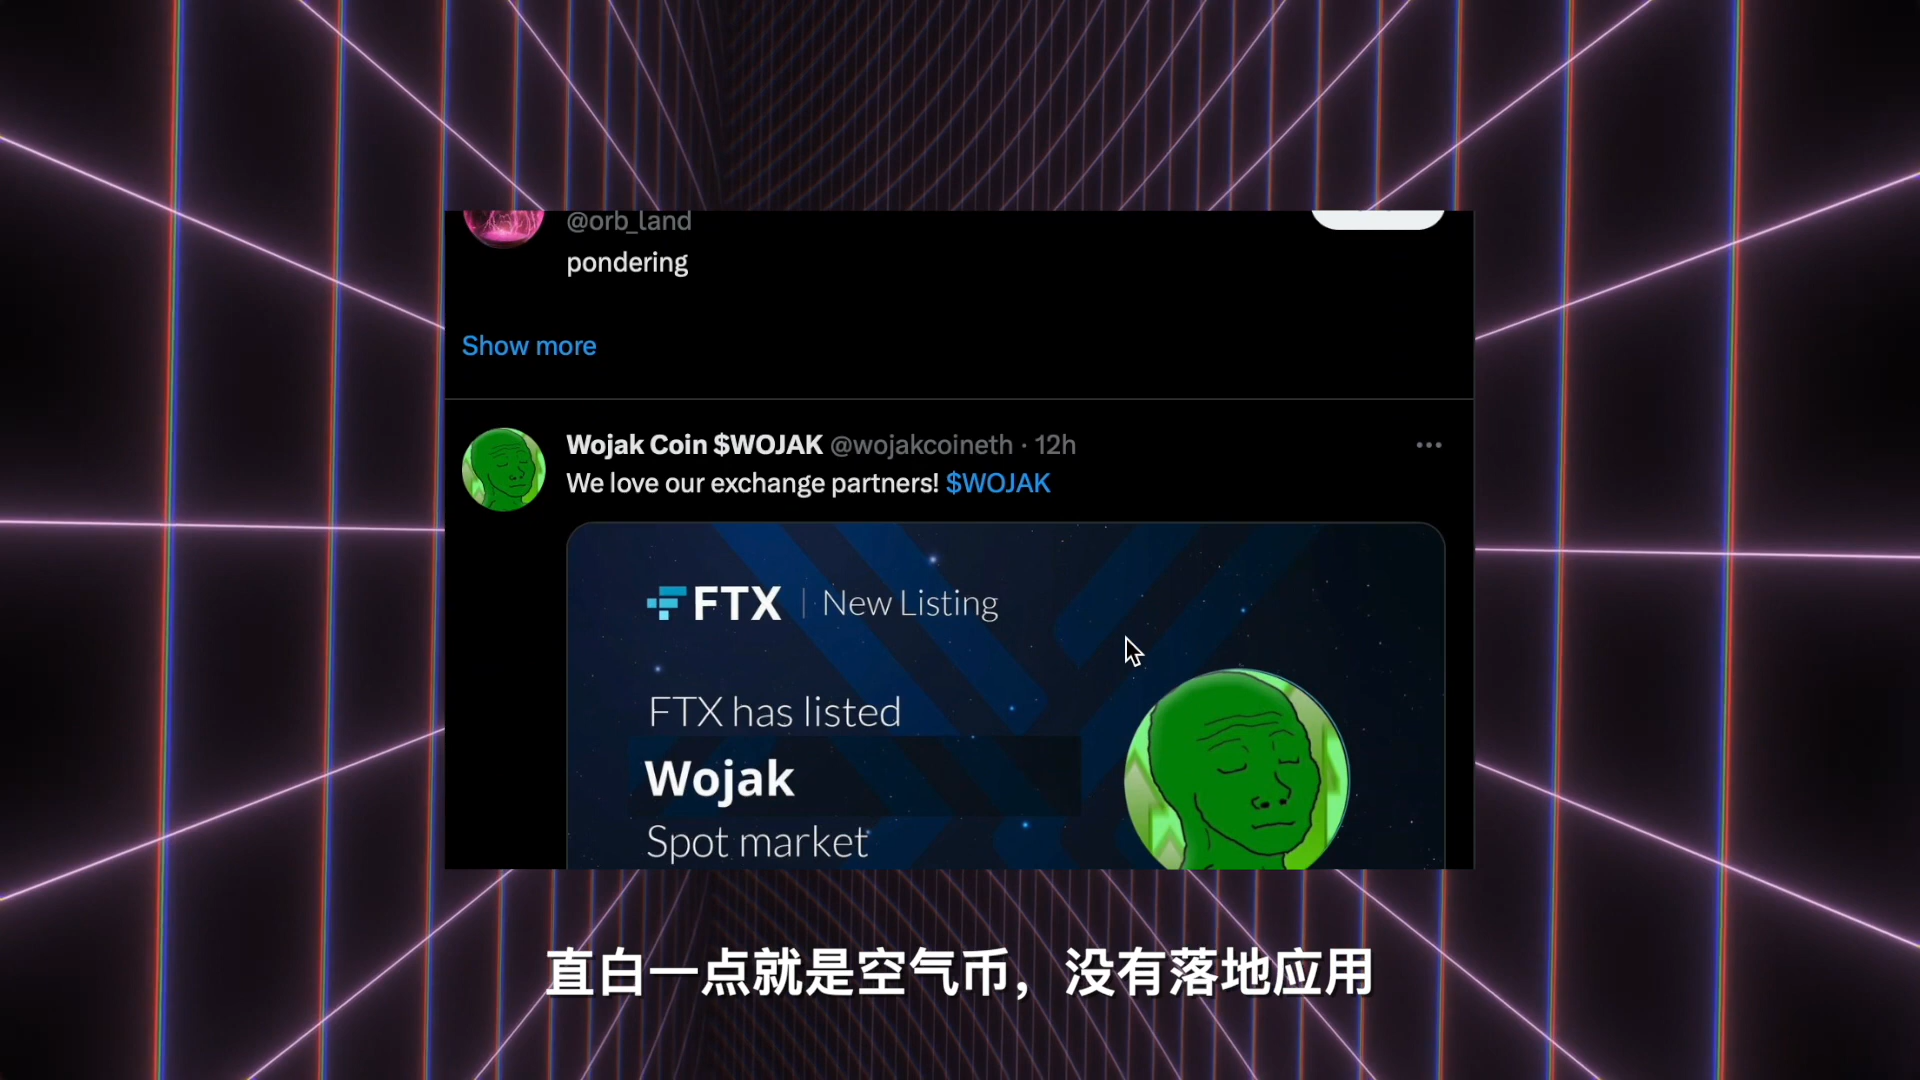 @orb_land
pondering
Show more
Wojak Coin $WOJAK @wojakcoineth · 12h
We love our exchange partners! $WOJAK
FTX | New Listing
FTX has listed
Wojak
Spot market
直白一点就是空气币，没有落地应用